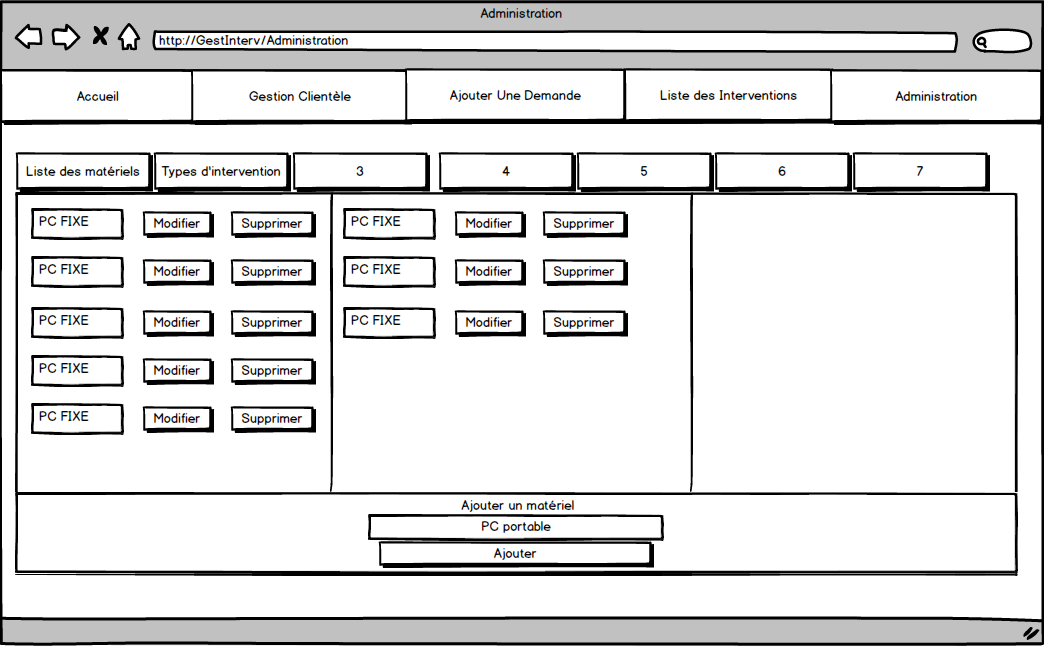 Administration
http://GestInterv/Administration
Accueil
Gestion Clientèle
Ajouter Une Demande
Liste des Interventions
Administration
Liste des matériels
Types d'intervention
3
4
5
6
7
PC FIXE Modifier Supprimer PC FIXE Modifier Supprimer
PC FIXE Modifier Supprimer PC FIXE Modifier Supprimer
PC FIXE Modifier Supprimer PC FIXE Modifier Supprimer
PC FIXE Modifier Supprimer
PC FIXE Modifier Supprimer
Ajouter un matériel
PC portable
Ajouter